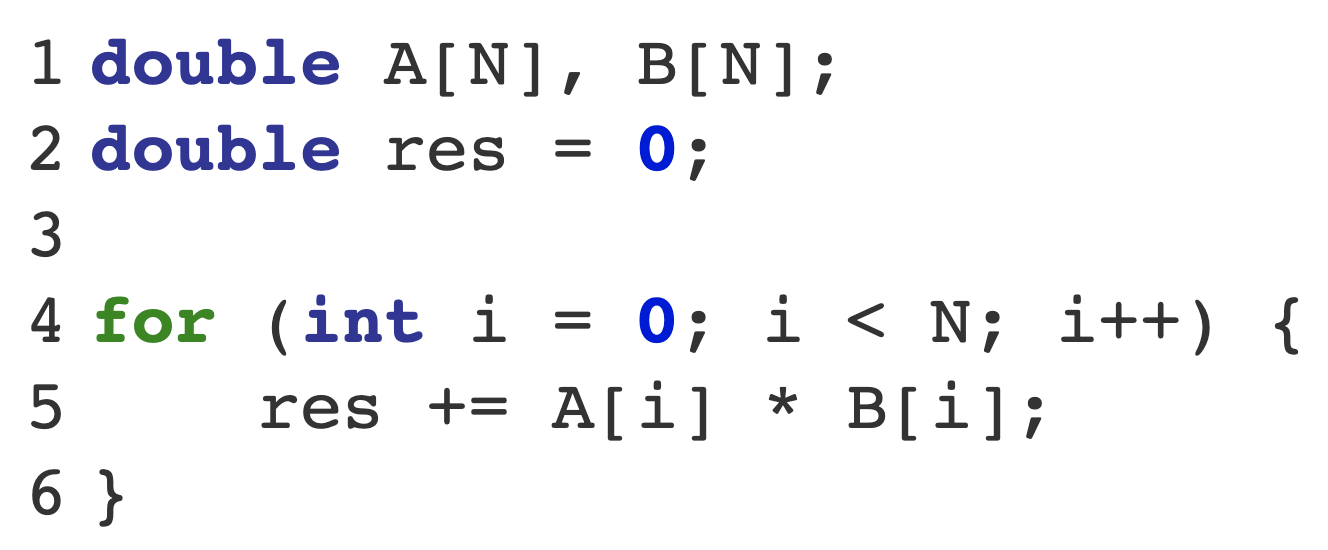 1 double A[N], B[N];
2 double res = 0;
3
4 for (int i = 0; i < N; i++) {
5     res += A[i] * B[i];
6 }